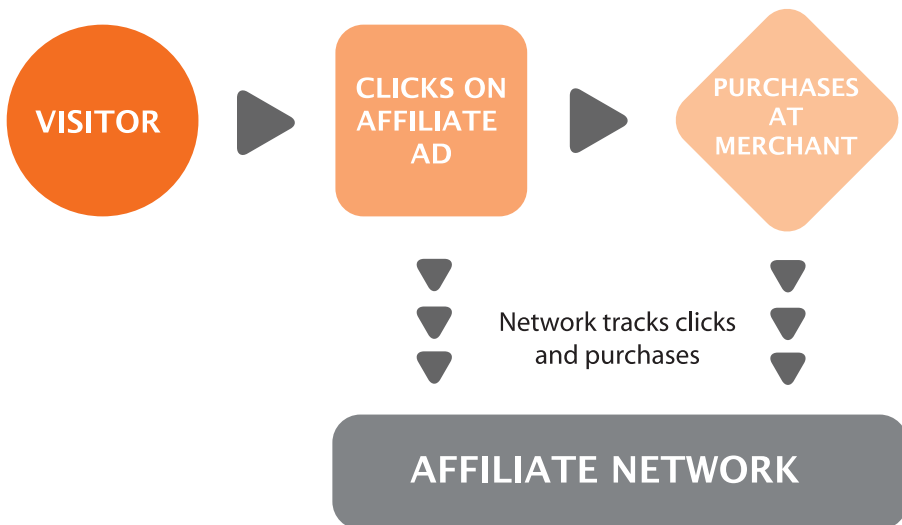 VISITOR
CLICKS ON
AFFILIATE
AD
PURCHASES
AT
MERCHANT
Network tracks clicks
and purchases
AFFILIATE NETWORK